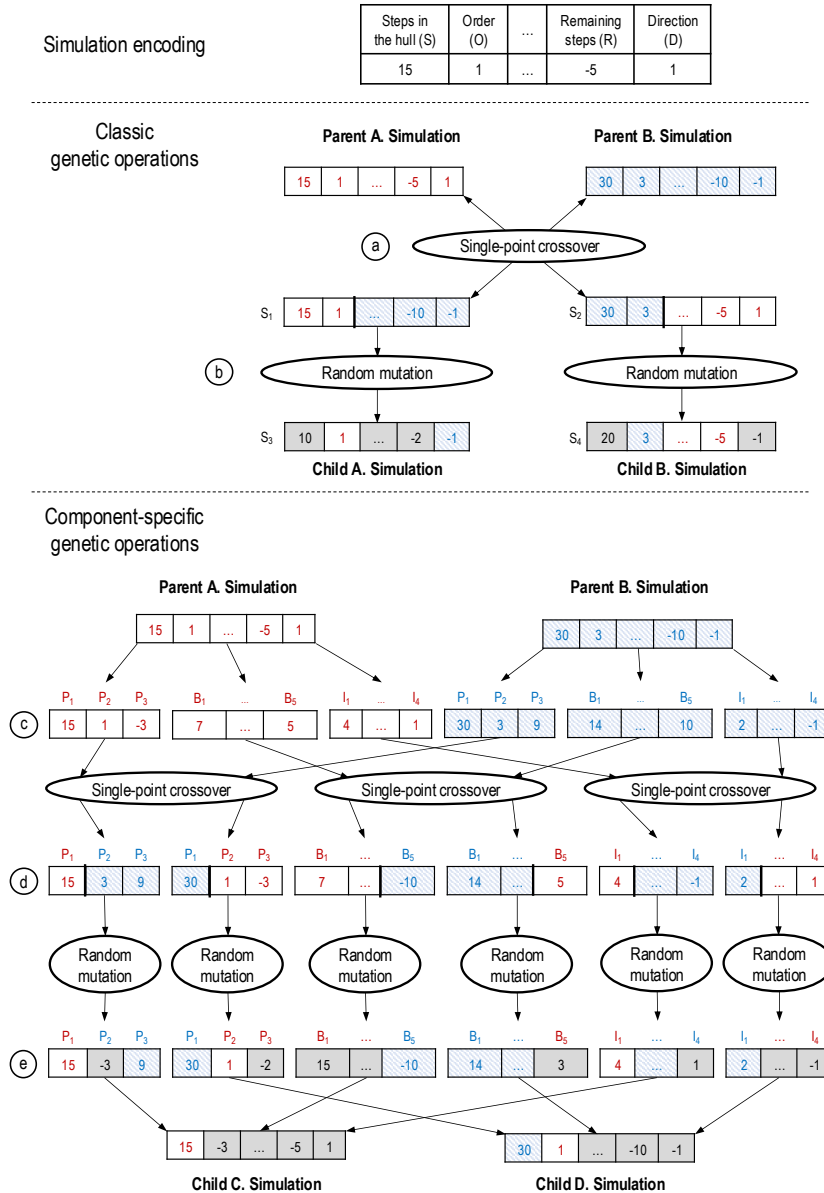 Simulation encoding
Steps in the hull (S) Order (O) ... Remaining steps (R) Direction (D)
15 1 ... -5 1
Classic genetic operations
Parent A. Simulation Parent B. Simulation
15 1 ... -5 1 30 3 ... -10 -1
a Single-point crossover
S1 15 1 ... -10 -1 S2 30 3 ... -5 1
b Random mutation Random mutation
S3 10 1 ... -2 -1 S4 20 3 ... -5 -1
Child A. Simulation Child B. Simulation
Component-specific genetic operations
Parent A. Simulation Parent B. Simulation
15 1 ... -5 1 30 3 ... -10 -1
P1 P2 P3 B1 ... B5 I1 ... I4 P1 P2 P3 B1 ... B5 I1 ... I4
c 15 1 -3 7 ... 5 4 ... 1 30 3 9 14 ... 10 2 ... -1
Single-point crossover Single-point crossover Single-point crossover
P1 P2 P3 P1 P2 P3 B1 ... B5 B1 ... B5 I1 ... I4 I1 ... I4
d 15 3 9 30 1 -3 7 ... -10 14 ... 5 4 ... -1 2 ... 1
Random mutation Random mutation Random mutation Random mutation Random mutation Random mutation
P1 P2 P3 P1 P2 P3 B1 ... B5 B1 ... B5 I1 ... I4 I1 ... I4
e 15 -3 9 30 1 -2 15 ... -10 14 ... 3 4 ... 1 2 ... -1
15 -3 ... -5 1 30 1 ... -10 -1
Child C. Simulation Child D. Simulation